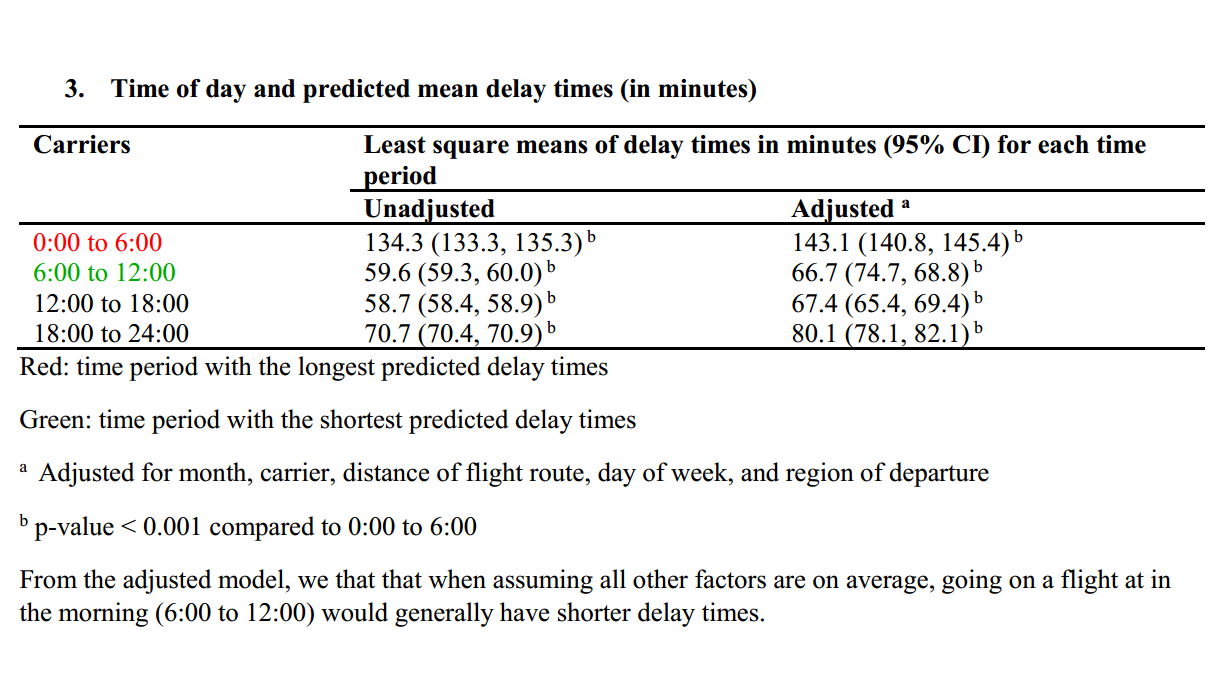 3. Time of day and predicted mean delay times (in minutes)
Carriers Least square means of delay times in minutes (95% CI) for each time
period
Unadjusted Adjusted ᵃ
0:00 to 6:00 134.3 (133.3, 135.3) ᵇ 143.1 (140.8, 145.4) ᵇ
6:00 to 12:00 59.6 (59.3, 60.0) ᵇ 66.7 (74.7, 68.8) ᵇ
12:00 to 18:00 58.7 (58.4, 58.9) ᵇ 67.4 (65.4, 69.4) ᵇ
18:00 to 24:00 70.7 (70.4, 70.9) ᵇ 80.1 (78.1, 82.1) ᵇ
Red: time period with the longest predicted delay times
Green: time period with the shortest predicted delay times
ᵃ Adjusted for month, carrier, distance of flight route, day of week, and region of departure
ᵇ p-value < 0.001 compared to 0:00 to 6:00
From the adjusted model, we that that when assuming all other factors are on average, going on a flight at in
the morning (6:00 to 12:00) would generally have shorter delay times.